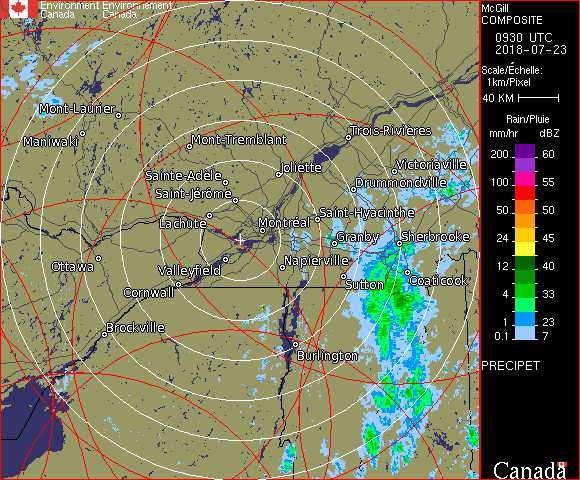 Environment Environnement
Canada Canada
Mont-Laurier
Maniwaki
Mont-Tremblant
Trois-Rivières
Sainte-Adèle
Joliette
Victoriaville
Saint-Jérôme
Drummondville
Lachute
Montréal
Saint-Hyacinthe
Granby
Sherbrooke
Ottawa
Valleyfield
Napierville
Cornwall
Sutton
Coaticook
Brockville
Burlington
McGill
COMPOSITE
0930 UTC
2018-07-23
Scale/Échelle:
1km/Pixel
40 KM
Rain/Pluie
mm/hr dBZ
200 60
55
100 55
50 50
24 45
12 40
4 33
1 23
0.1 7
PRECIPET
Canada